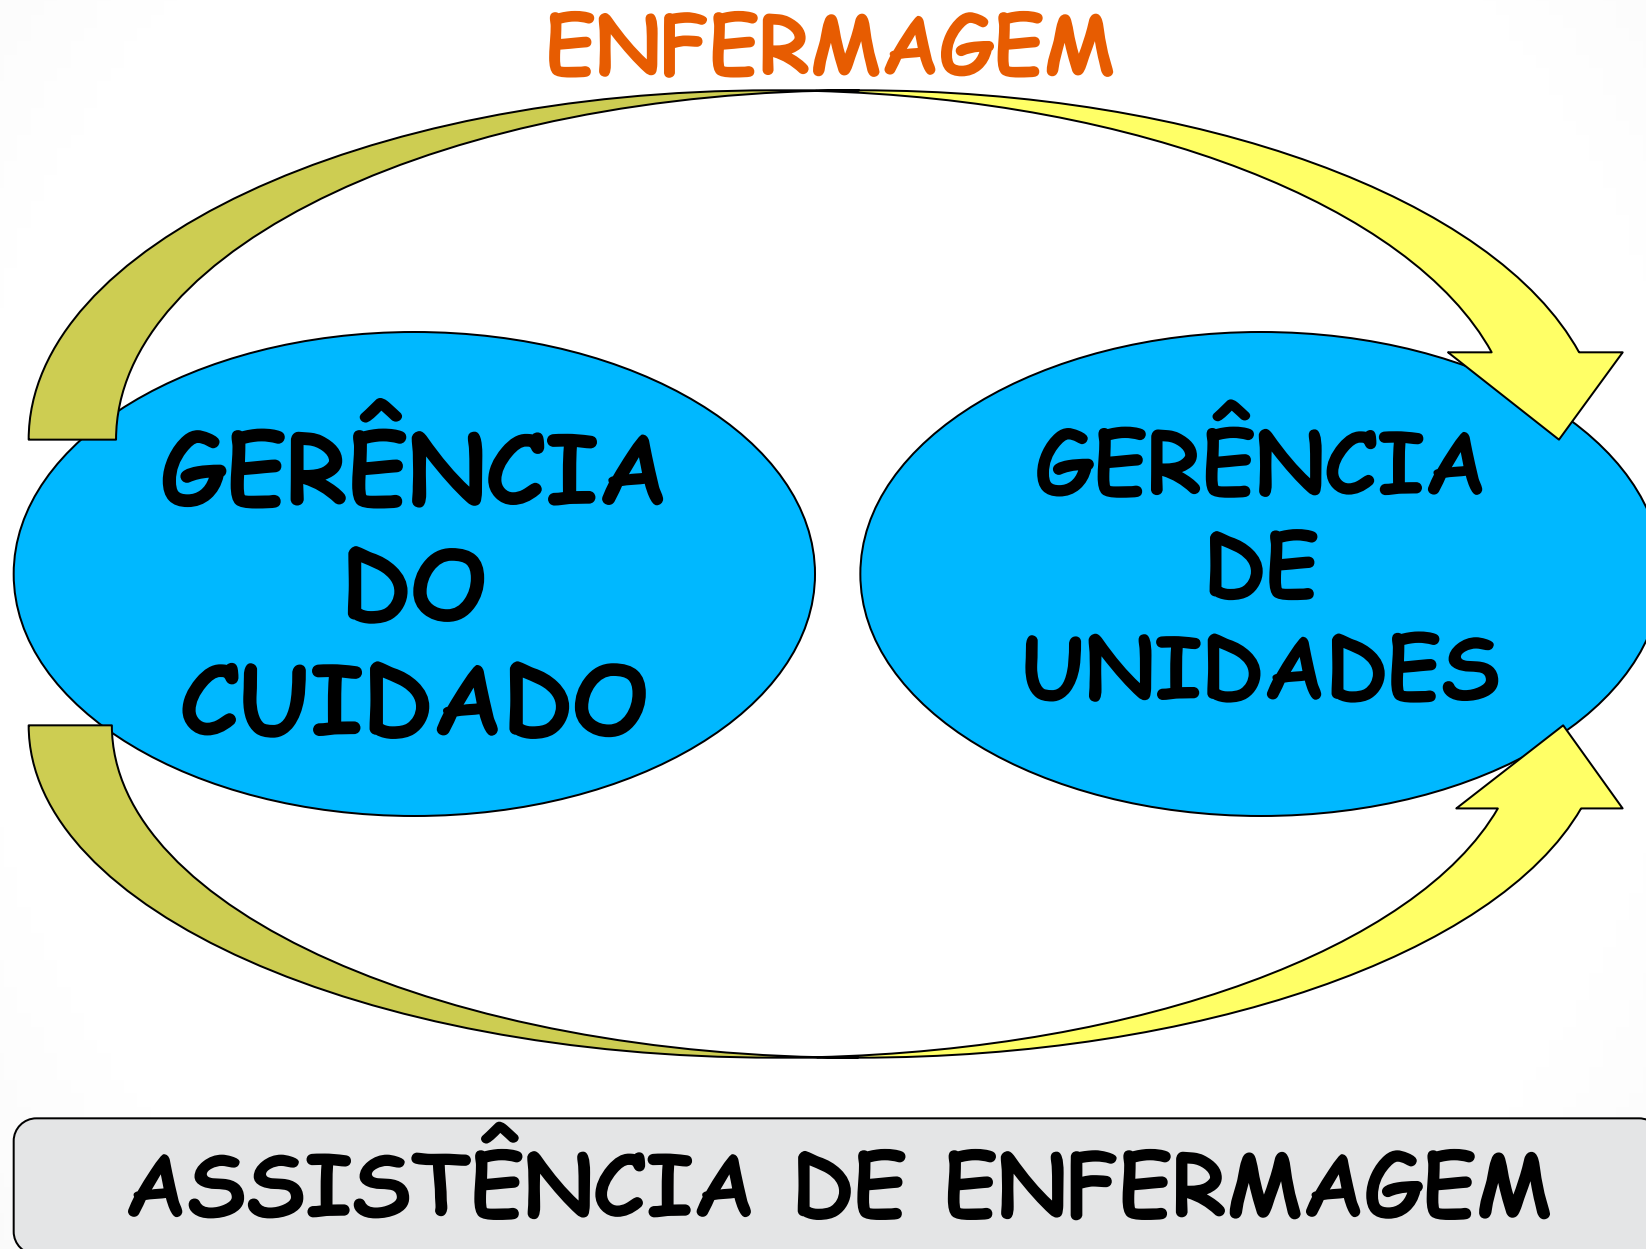 ENFERMAGEM
GERÊNCIA
DO
CUIDADO
GERÊNCIA
DE
UNIDADES
ASSISTÊNCIA DE ENFERMAGEM